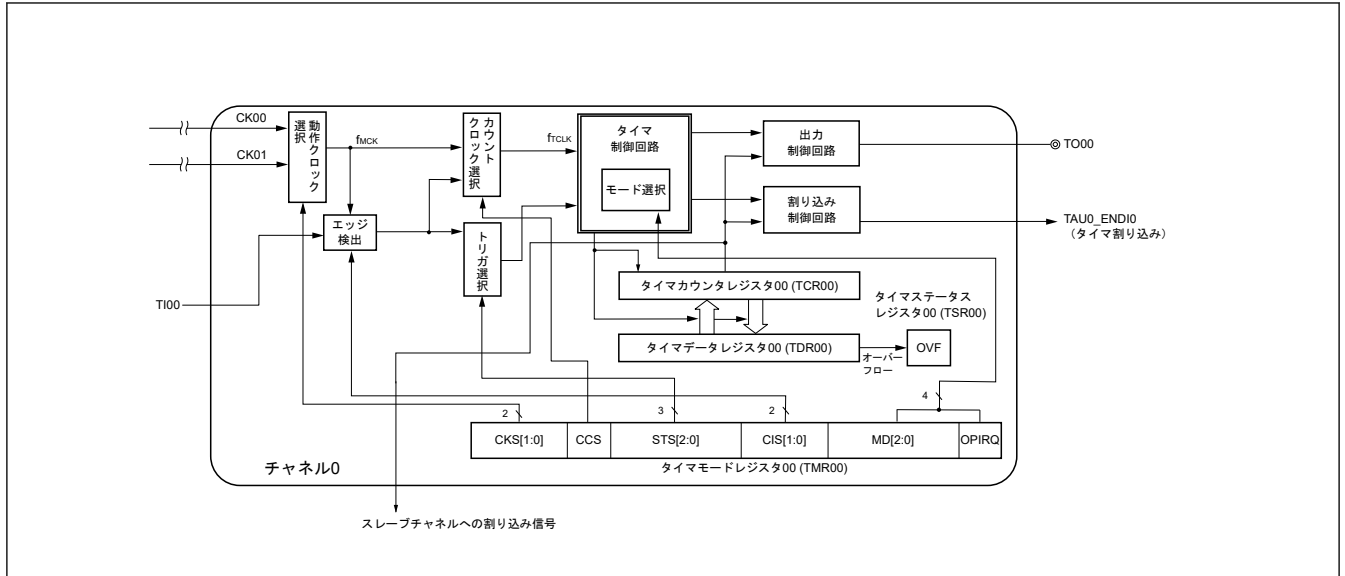 CK00
CK01
動作クロック
選択
fMCK
カウント
クロック選択
fTCLK
タイマ
制御回路
モード選択
出力
制御回路
TO00
割り込み
制御回路
TAU0_ENDI0
(タイマ割り込み)
エッジ
検出
トリガ選択
TI00
タイマカウンタレジスタ00 (TCR00)
タイマステータス
レジスタ00 (TSR00)
タイマデータレジスタ00 (TDR00)
オーバー
フロー
OVF
2
3
2
4
CKS[1:0]
CCS
STS[2:0]
CIS[1:0]
MD[2:0]
OPIRQ
チャネル0
タイマモードレジスタ00 (TMR00)
スレーブチャネルへの割り込み信号